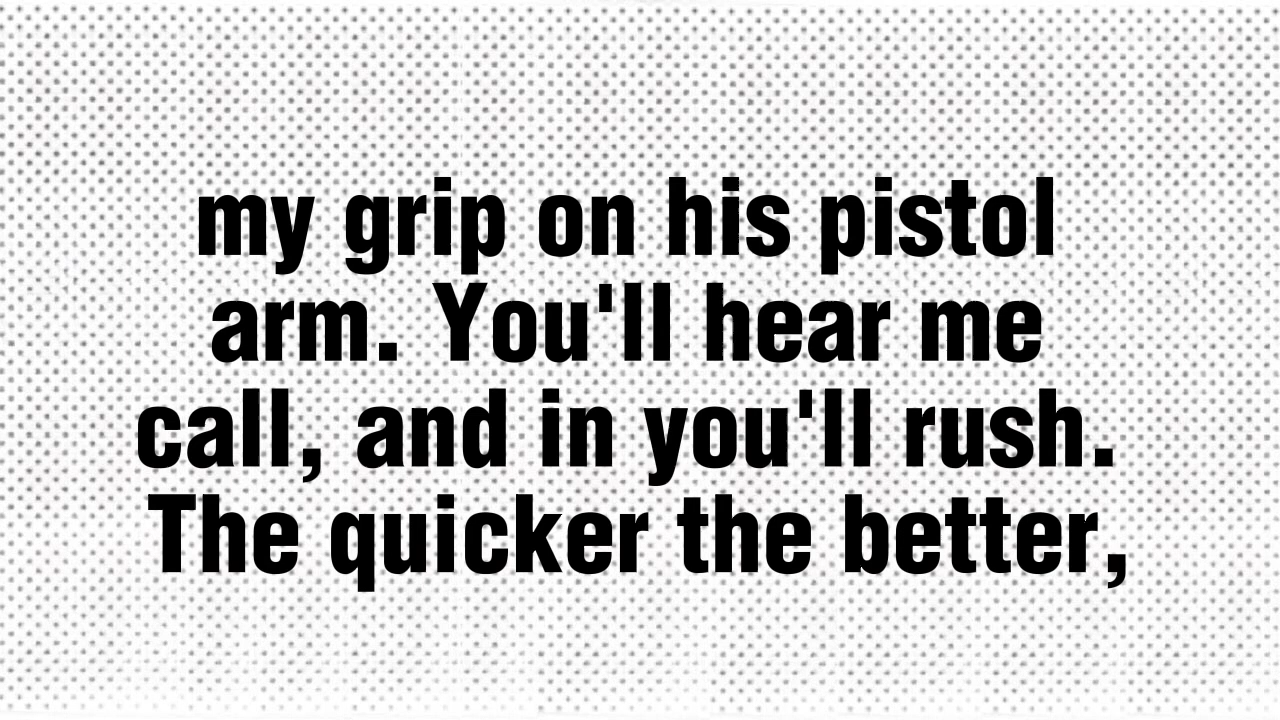 my grip on his pistol
arm. You'll hear me
call, and in you'll rush.
The quicker the better,